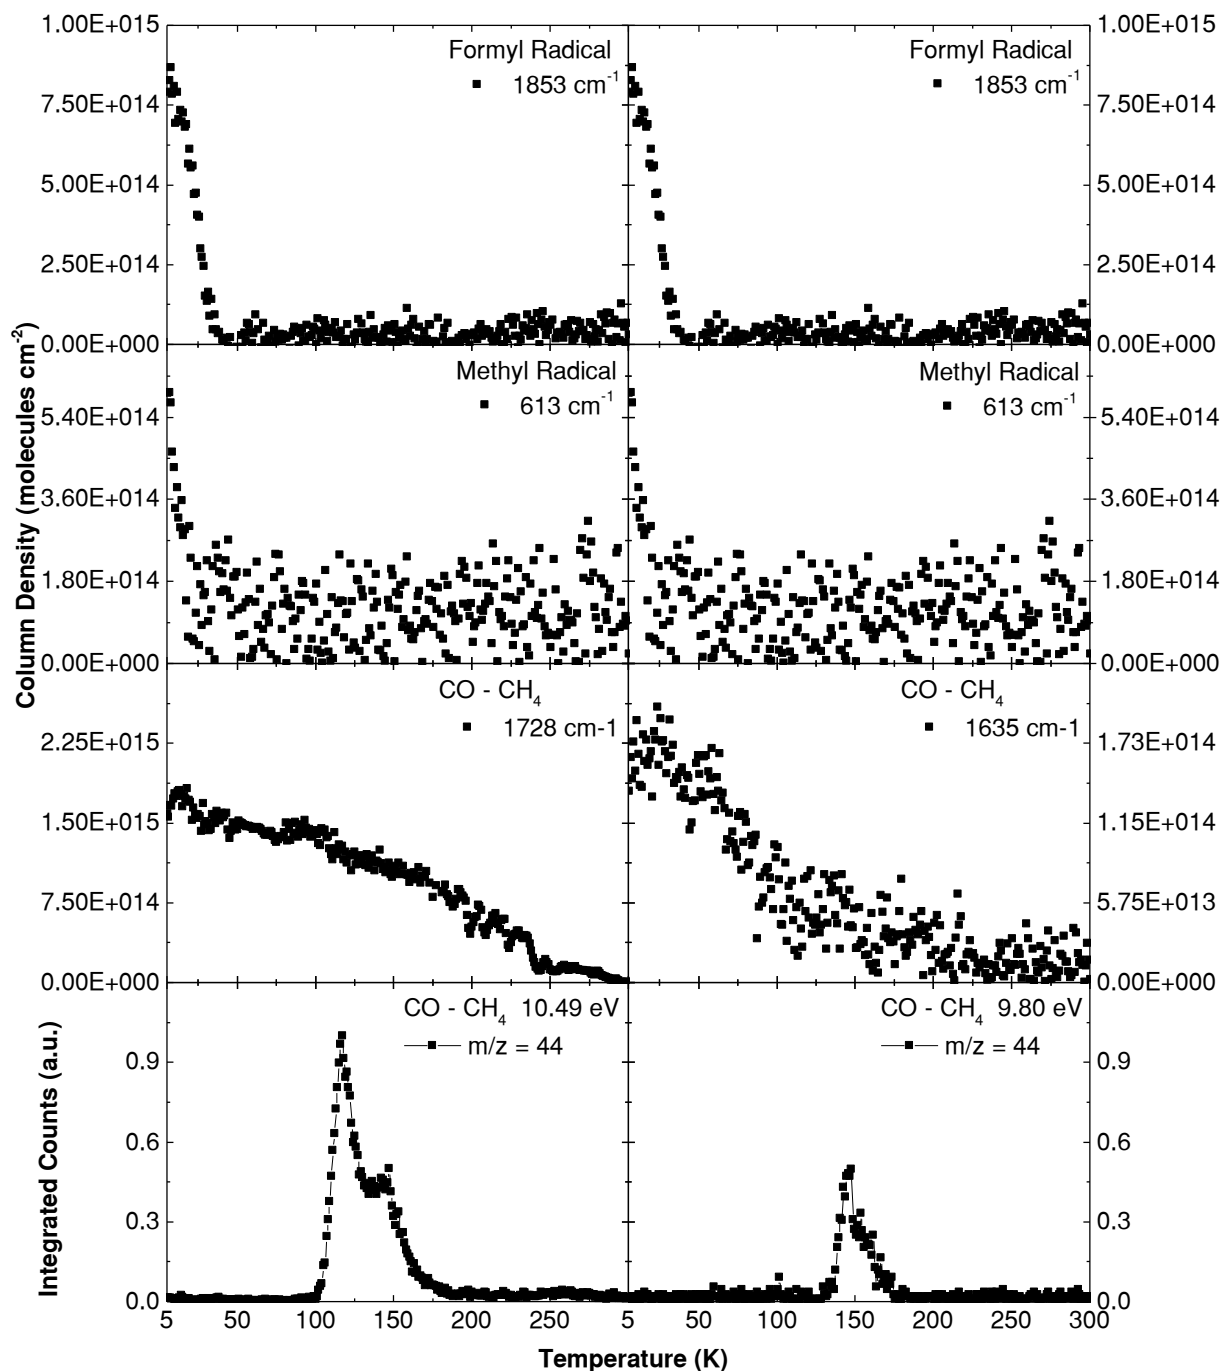 1.00E+015
Formyl Radical
1853 cm⁻¹
7.50E+014
5.00E+014
2.50E+014
0.00E+000
Formyl Radical
1853 cm⁻¹
1.00E+015
7.50E+014
5.00E+014
2.50E+014
0.00E+000
Methyl Radical
613 cm⁻¹
5.40E+014
3.60E+014
1.80E+014
0.00E+000
Methyl Radical
613 cm⁻¹
5.40E+014
3.60E+014
1.80E+014
0.00E+000
Column Density (molecules cm⁻²)
CO - CH₄
1728 cm-1
2.25E+015
1.50E+015
7.50E+014
0.00E+000
CO - CH₄
1635 cm-1
1.73E+014
1.15E+014
5.75E+013
0.00E+000
CO - CH₄ 10.49 eV
m/z = 44
0.9
0.6
0.3
0.0
CO - CH₄ 9.80 eV
m/z = 44
0.9
0.6
0.3
0.0
Integrated Counts (a.u.)
5 50 100 150 200 250 5 50 100 150 200 250 300
Temperature (K)